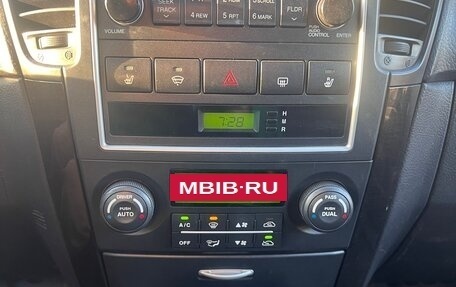 SEEK
TRACK
4 REW
5 RPT
6 MARK
FLDR
VOLUME
PUSH
AUDIO
CONTROL
ENTER
7:28
H
M
R
MBIB-RU
DRIVER
PUSH
AUTO
PASS
PUSH
DUAL
A/C
OFF